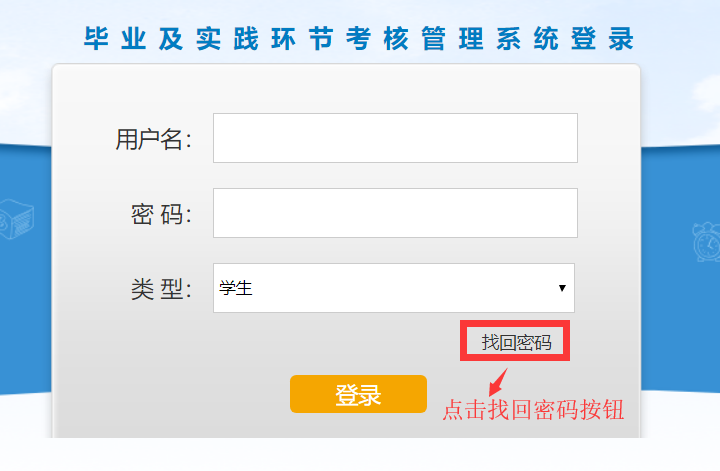 毕业及实践环节考核管理系统登录
用户名：
密 码：
类 型：
学生
找回密码
登录
点击找回密码按钮